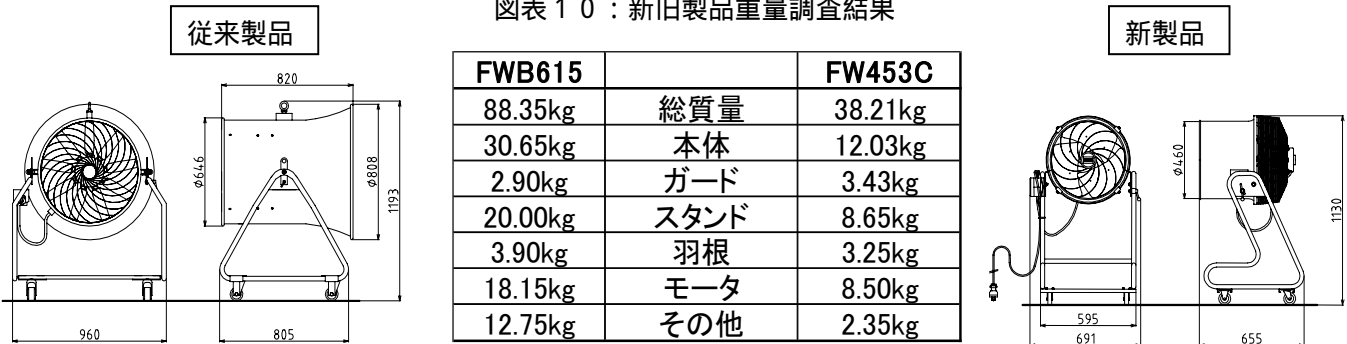 図表１０：新旧製品重量調査結果
従来製品
820
φ646
φ808
1193
960
805
FWB615 FW453C
88.35kg 総質量 38.21kg
30.65kg 本体 12.03kg
2.90kg ガード 3.43kg
20.00kg スタンド 8.65kg
3.90kg 羽根 3.25kg
18.15kg モータ 8.50kg
12.75kg その他 2.35kg
新製品
φ460
1130
595
691
655